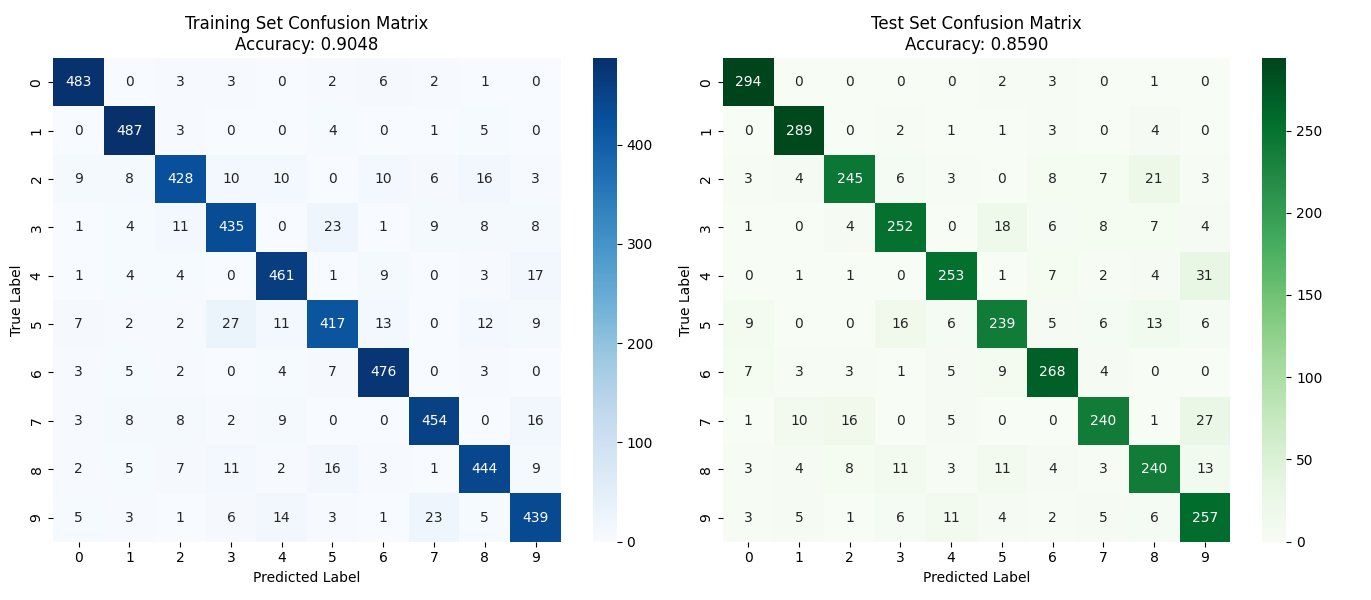 Training Set Confusion Matrix
Accuracy: 0.9048
True Label
0 483 0 3 3 0 2 6 2 1 0
1 0 487 3 0 0 4 0 1 5 0
2 9 8 428 10 10 0 10 6 16 3
3 1 4 11 435 0 23 1 9 8 8
4 1 4 4 0 461 1 9 0 3 17
5 7 2 2 27 11 417 13 0 12 9
6 3 5 2 0 4 7 476 0 3 0
7 3 8 8 2 9 0 0 454 0 16
8 2 5 7 11 2 16 3 1 444 9
9 5 3 1 6 14 3 1 23 5 439
0 1 2 3 4 5 6 7 8 9
Predicted Label
400
300
200
100
0
Test Set Confusion Matrix
Accuracy: 0.8590
True Label
0 294 0 0 0 0 2 3 0 1 0
1 0 289 0 2 1 1 3 0 4 0
2 3 4 245 6 3 0 8 7 21 3
3 1 0 4 252 0 18 6 8 7 4
4 0 1 1 0 253 1 7 2 4 31
5 9 0 0 16 6 239 5 6 13 6
6 7 3 3 1 5 9 268 4 0 0
7 1 10 16 0 5 0 0 240 1 27
8 3 4 8 11 3 11 4 3 240 13
9 3 5 1 6 11 4 2 5 6 257
0 1 2 3 4 5 6 7 8 9
Predicted Label
250
200
150
100
50
0